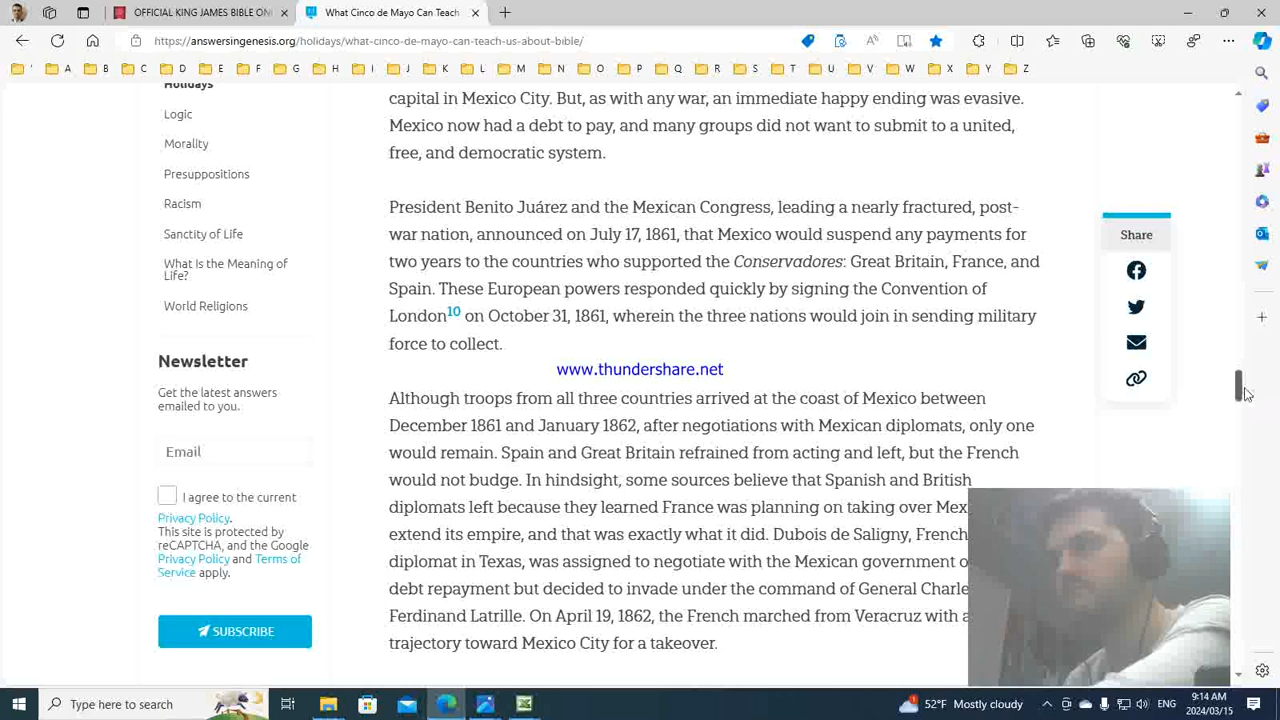 OFFICIAL KING JAMES BIBLE ONL
What Cinco de Mayo Can Teach
https://answersingenesis.org/holidays/what-cinco-de-mayo-can-teach-us-about-bible/
' A B C D E F G H I J K L M N O P Q R S T U V W X Y Z
Holidays
Logic
Morality
Presuppositions
Racism
Sanctity of Life
What Is the Meaning of
Life?
World Religions
Newsletter
Get the latest answers
emailed to you.
Email
I agree to the current
Privacy Policy.
This site is protected by
reCAPTCHA, and the Google
Privacy Policy and Terms of
Service apply.
SUBSCRIBE
capital in Mexico City. But, as with any war, an immediate happy ending was evasive.
Mexico now had a debt to pay, and many groups did not want to submit to a united,
free, and democratic system.
President Benito Juárez and the Mexican Congress, leading a nearly fractured, post-
war nation, announced on July 17, 1861, that Mexico would suspend any payments for
two years to the countries who supported the Conservadores: Great Britain, France, and
Spain. These European powers responded quickly by signing the Convention of
London10 on October 31, 1861, wherein the three nations would join in sending military
force to collect.
www.thundershare.net
Although troops from all three countries arrived at the coast of Mexico between
December 1861 and January 1862, after negotiations with Mexican diplomats, only one
would remain. Spain and Great Britain refrained from acting and left, but the French
would not budge. In hindsight, some sources believe that Spanish and British
diplomats left because they learned France was planning on taking over Mex
extend its empire, and that was exactly what it did. Dubois de Saligny, French
diplomat in Texas, was assigned to negotiate with the Mexican government o
debt repayment but decided to invade under the command of General Charle
Ferdinand Latrille. On April 19, 1862, the French marched from Veracruz with a
trajectory toward Mexico City for a takeover.
Share
Type here to search
52°F Mostly cloudy
ENG
9:14 AM
2024/03/15